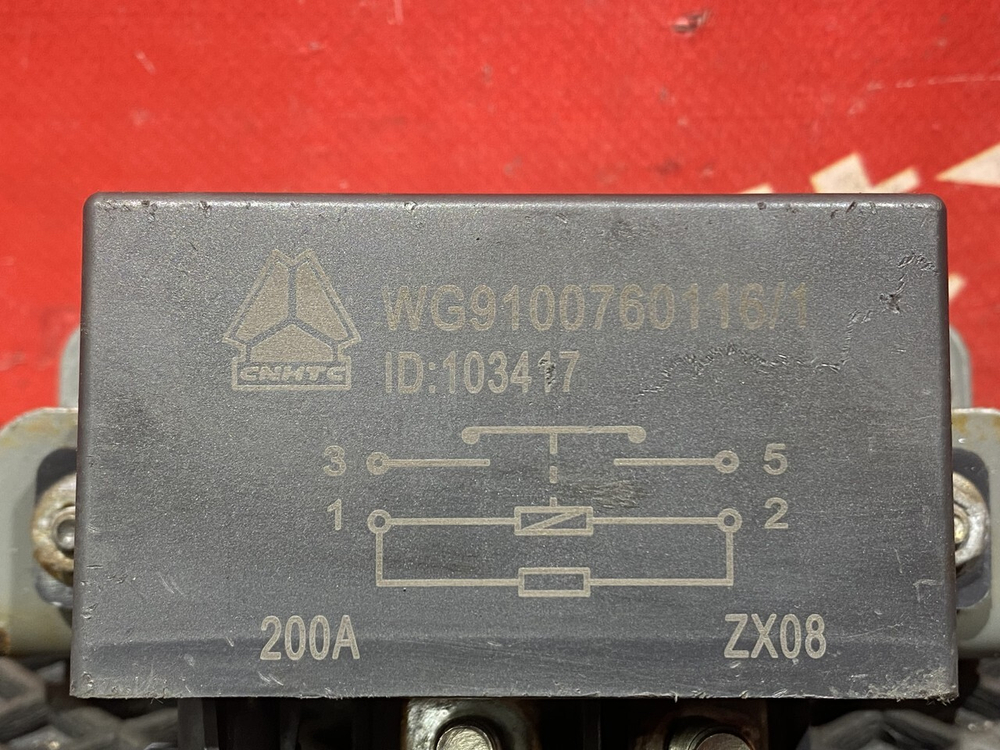 WG9100760116/1
CNHTC
ID:103417
3 5
1 2
200A ZX08